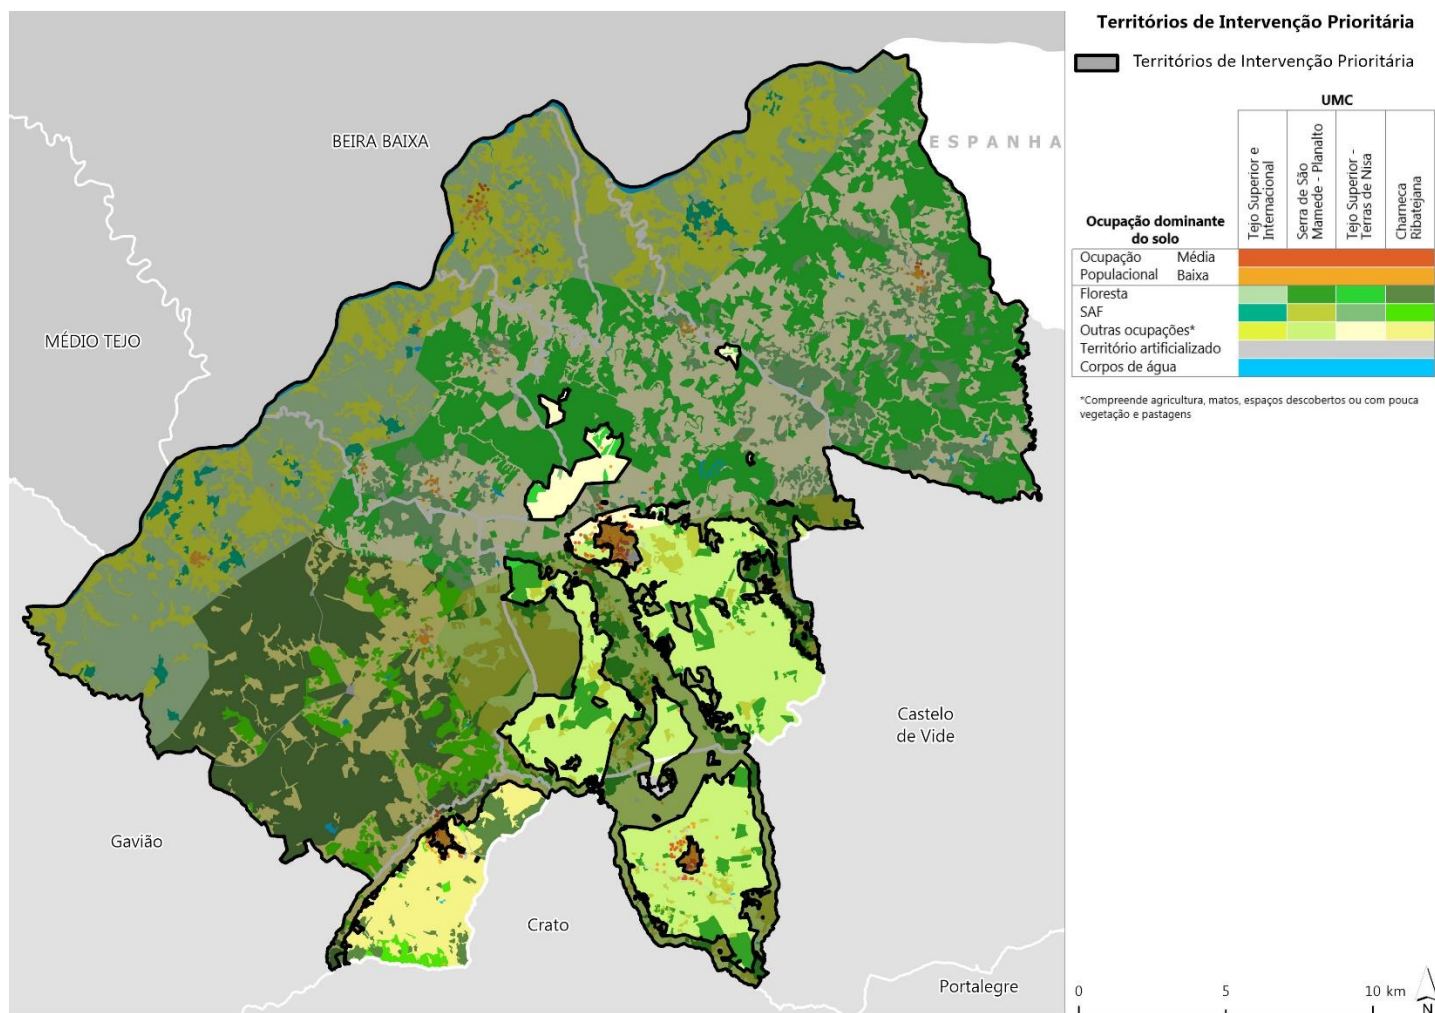 Territórios de Intervenção Prioritária
Territórios de Intervenção Prioritária
UMC
Tejo Superior e
Internacional
Serra de São
Mamede - Planalto
Tejo Superior -
Terras de Nisa
Charneca
Ribatejana
Ocupação dominante
do solo
Ocupação Média
Populacional Baixa
Floresta
SAF
Outras ocupações*
Território artificializado
Corpos de água
*Compreende agricultura, matos, espaços descobertos ou com pouca
vegetação e pastagens
BEIRA BAIXA
ESPANHA
MÉDIO TEJO
Castelo
de Vide
Gavião
Crato
Portalegre
0 5 10 km
N